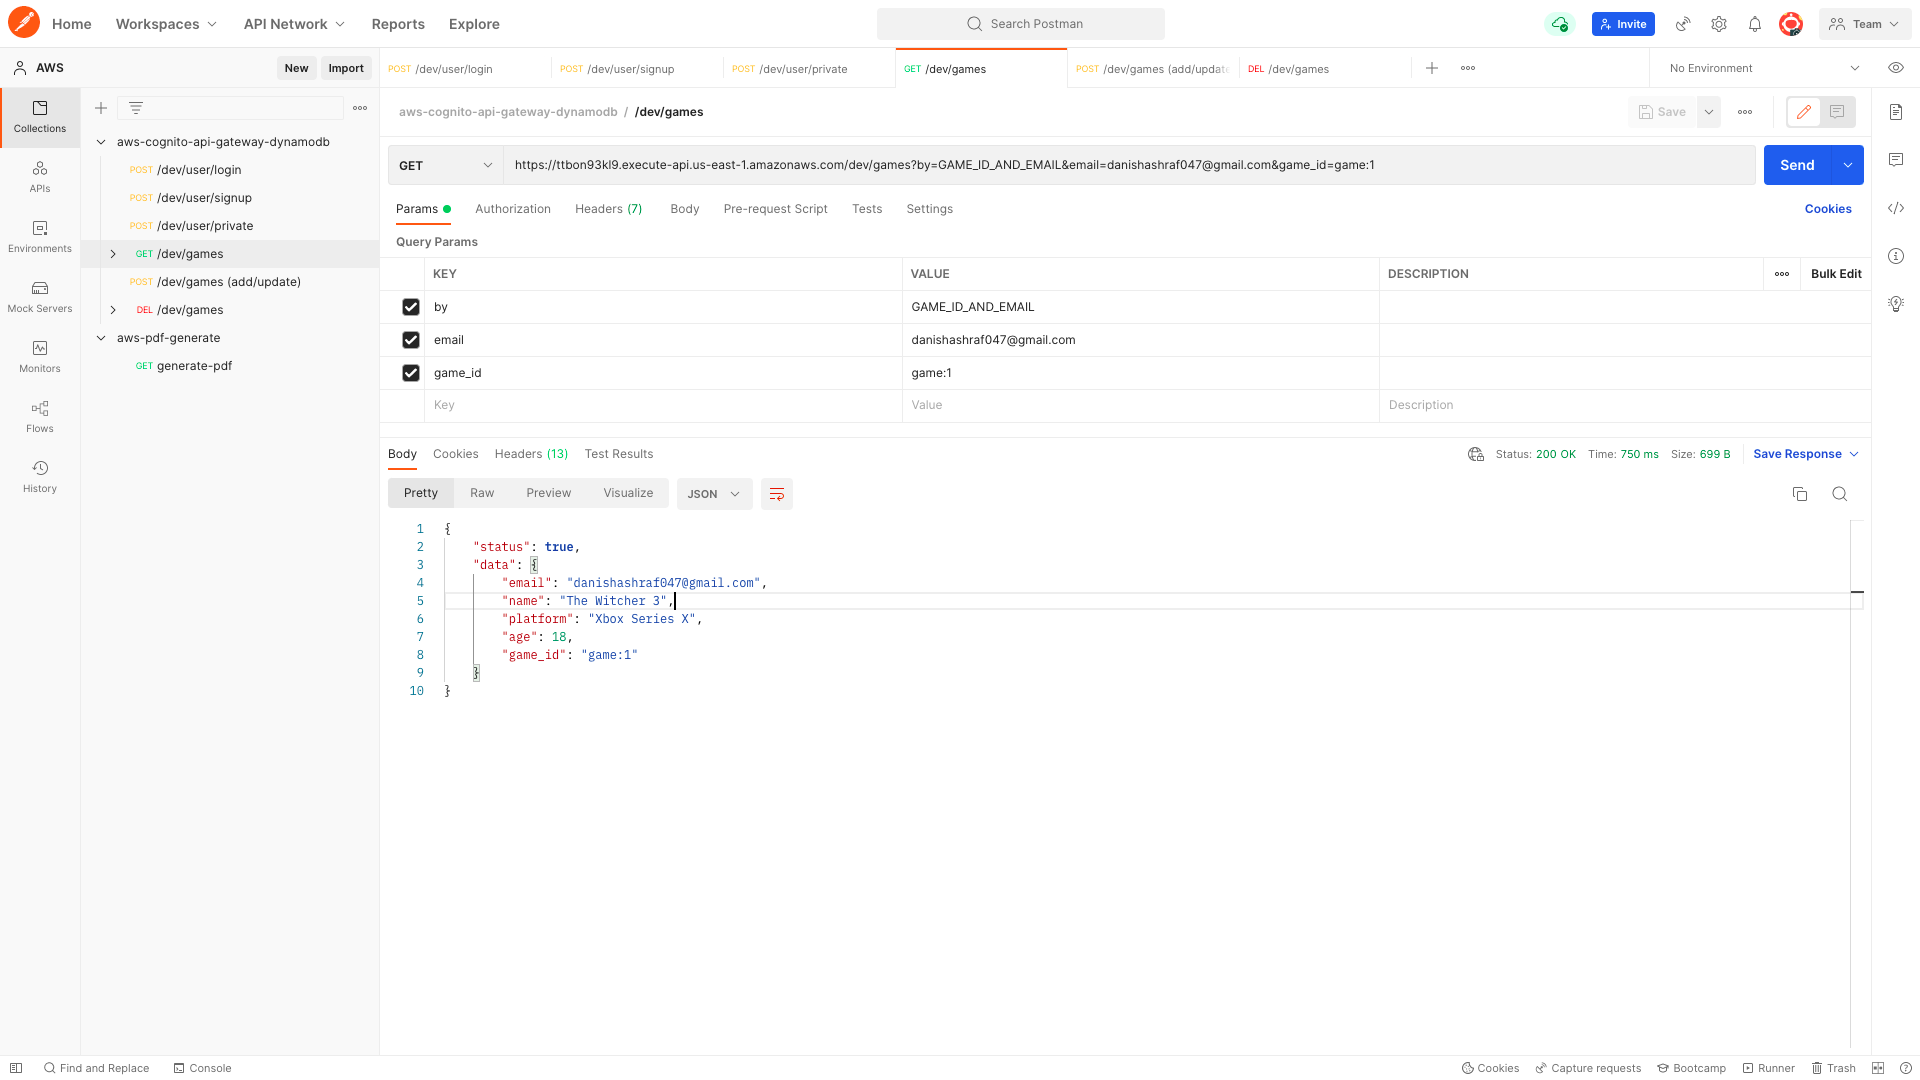 Home Workspaces API Network Reports Explore Search Postman Invite Team
AWS New Import
POST /dev/user/login POST /dev/user/signup POST /dev/user/private GET /dev/games POST /dev/games (add/update DEL /dev/games No Environment
Collections
APIs
Environments
Mock Servers
Monitors
Flows
History
aws-cognito-api-gateway-dynamodb
POST /dev/user/login
POST /dev/user/signup
POST /dev/user/private
GET /dev/games
POST /dev/games (add/update)
DEL /dev/games
aws-pdf-generate
GET generate-pdf
aws-cognito-api-gateway-dynamodb / /dev/games Save
GET https://ttbon93kl9.execute-api.us-east-1.amazonaws.com/dev/games?by=GAME_ID_AND_EMAIL&email=danishashraf047@gmail.com&game_id=game:1 Send
Params Authorization Headers (7) Body Pre-request Script Tests Settings Cookies
Query Params
KEY VALUE DESCRIPTION Bulk Edit
by GAME_ID_AND_EMAIL
email danishashraf047@gmail.com
game_id game:1
Key Value Description
Body Cookies Headers (13) Test Results Status: 200 OK Time: 750 ms Size: 699 B Save Response
Pretty Raw Preview Visualize JSON
1 {
2 "status": true,
3 "data": {
4 "email": "danishashraf047@gmail.com",
5 "name": "The Witcher 3",
6 "platform": "Xbox Series X",
7 "age": 18,
8 "game_id": "game:1"
9 }
10 }
Find and Replace Console Cookies Capture requests Bootcamp Runner Trash